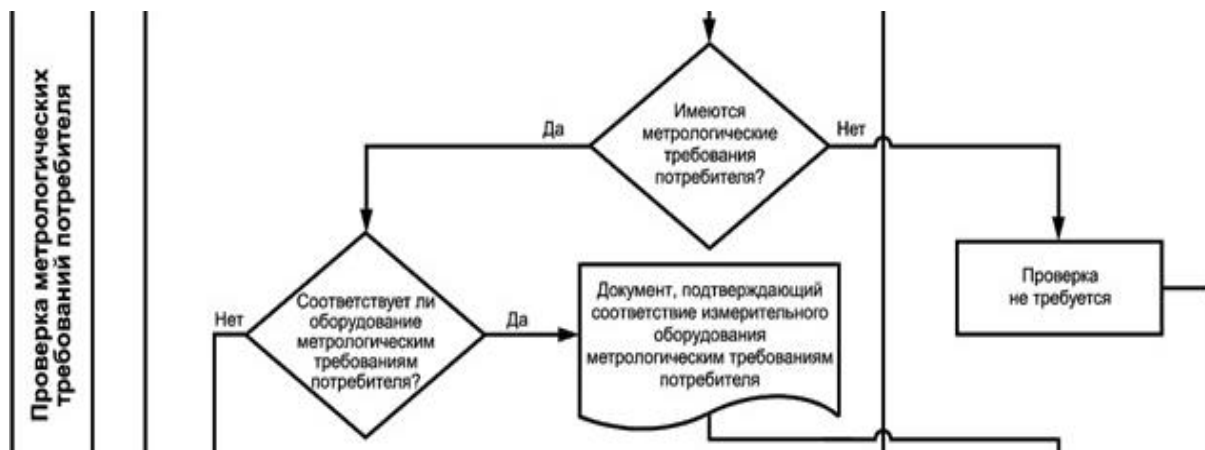 Проверка метрологических
требований потребителя
Имеются
метрологические
требования
потребителя?
Да
Нет
Соответствует ли
оборудование
метрологическим
требованиям
потребителя?
Нет
Да
Документ, подтверждающий
соответствие измерительного
оборудования
метрологическим требованиям
потребителя
Проверка
не требуется